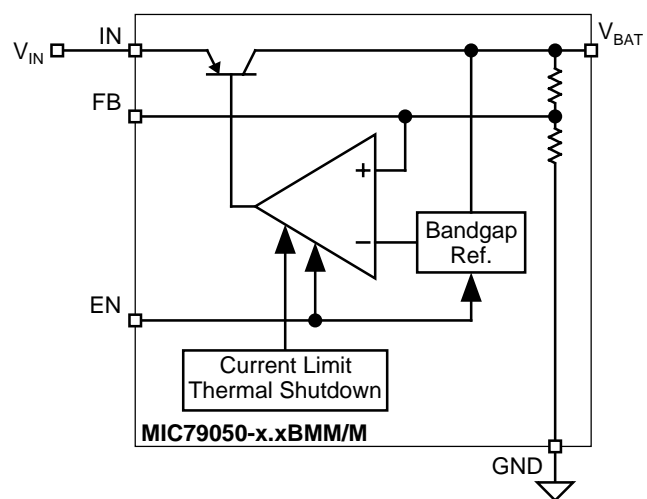 IN
V_IN
V_BAT
FB
+
−
Bandgap
Ref.
EN
Current Limit
Thermal Shutdown
MIC79050-x.xBMM/M
GND